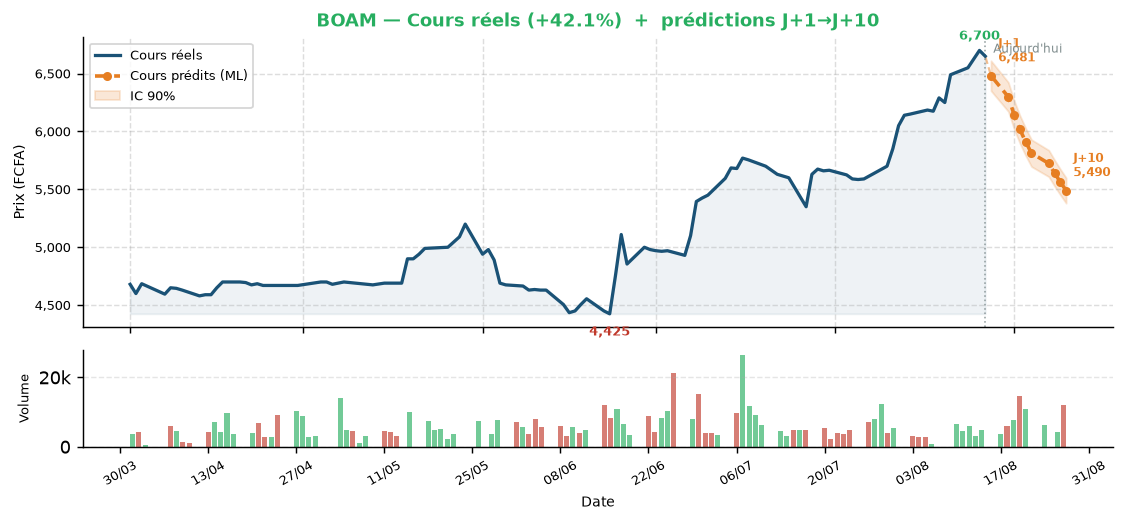 BOAM — Cours réels (+42.1%)  +  prédictions J+1→J+10
Cours réels
Cours prédits (ML)
IC 90%
6,700
J+1
6,481
Aujourd'hui
J+10
5,490
4,425
Prix (FCFA)
6,500
6,000
5,500
5,000
4,500
Volume
20k
0
30/03 13/04 27/04 11/05 25/05 08/06 22/06 06/07 20/07 03/08 17/08 31/08
Date